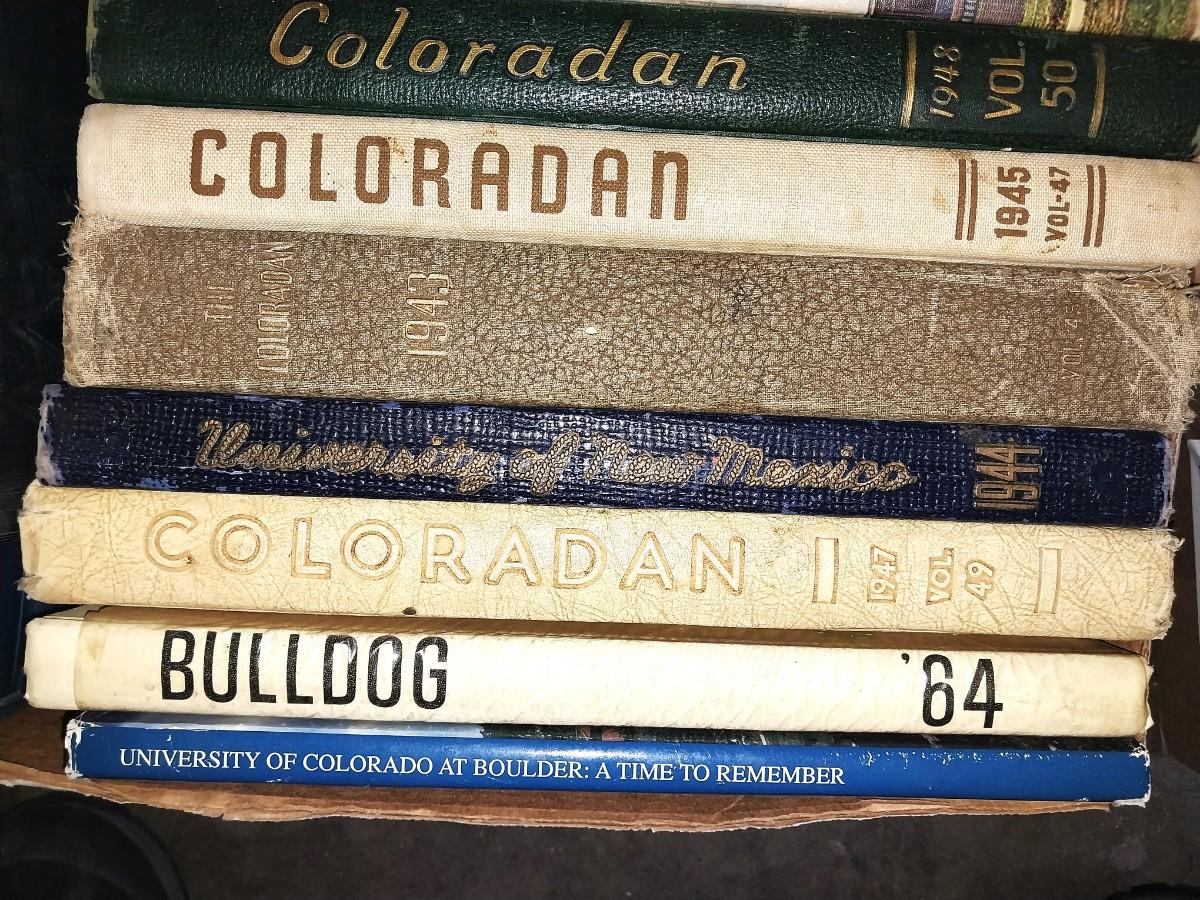 Coloradan 1948 VOL. 50
COLORADAN 1945 VOL-47
THE COLORADAN 1943
University of New Mexico 1944
COLORADAN 1947 VOL. 49
BULLDOG '64
UNIVERSITY OF COLORADO AT BOULDER: A TIME TO REMEMBER